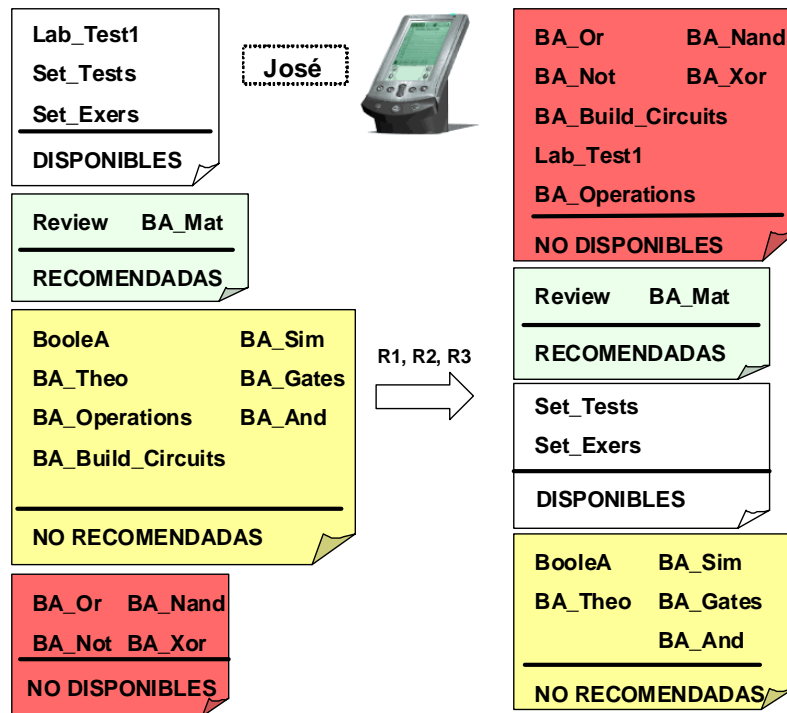 Lab_Test1
Set_Tests
Set_Exers
DISPONIBLES
José
Review BA_Mat
RECOMENDADAS
BooleA BA_Sim
BA_Theo BA_Gates
BA_Operations BA_And
BA_Build_Circuits
NO RECOMENDADAS
BA_Or BA_Nand
BA_Not BA_Xor
NO DISPONIBLES
R1, R2, R3
BA_Or BA_Nand
BA_Not BA_Xor
BA_Build_Circuits
Lab_Test1
BA_Operations
NO DISPONIBLES
Review BA_Mat
RECOMENDADAS
Set_Tests
Set_Exers
DISPONIBLES
BooleA BA_Sim
BA_Theo BA_Gates
BA_And
NO RECOMENDADAS